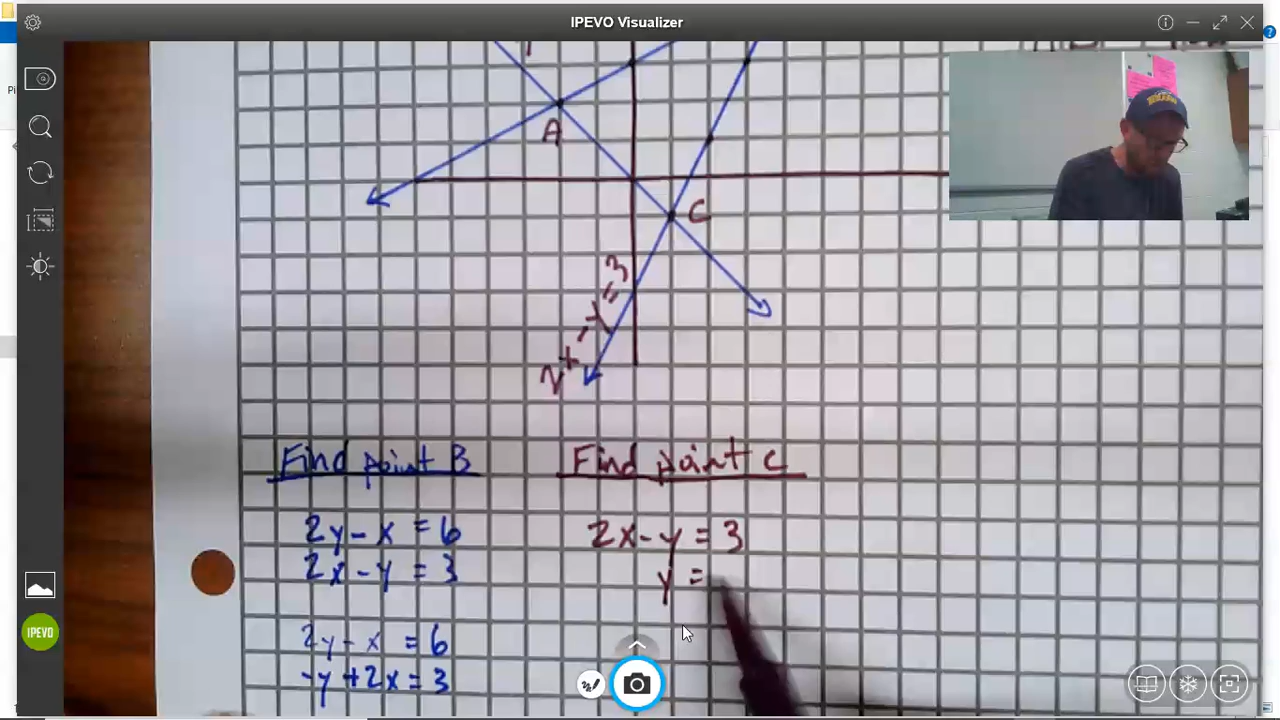 IPEVO Visualizer
A
C
2x-y=3
Find point B
Find point C
2y-x=6
2x-y=3
2x-y=3
y=
2y-x=6
-y+2x=3
IPEVO